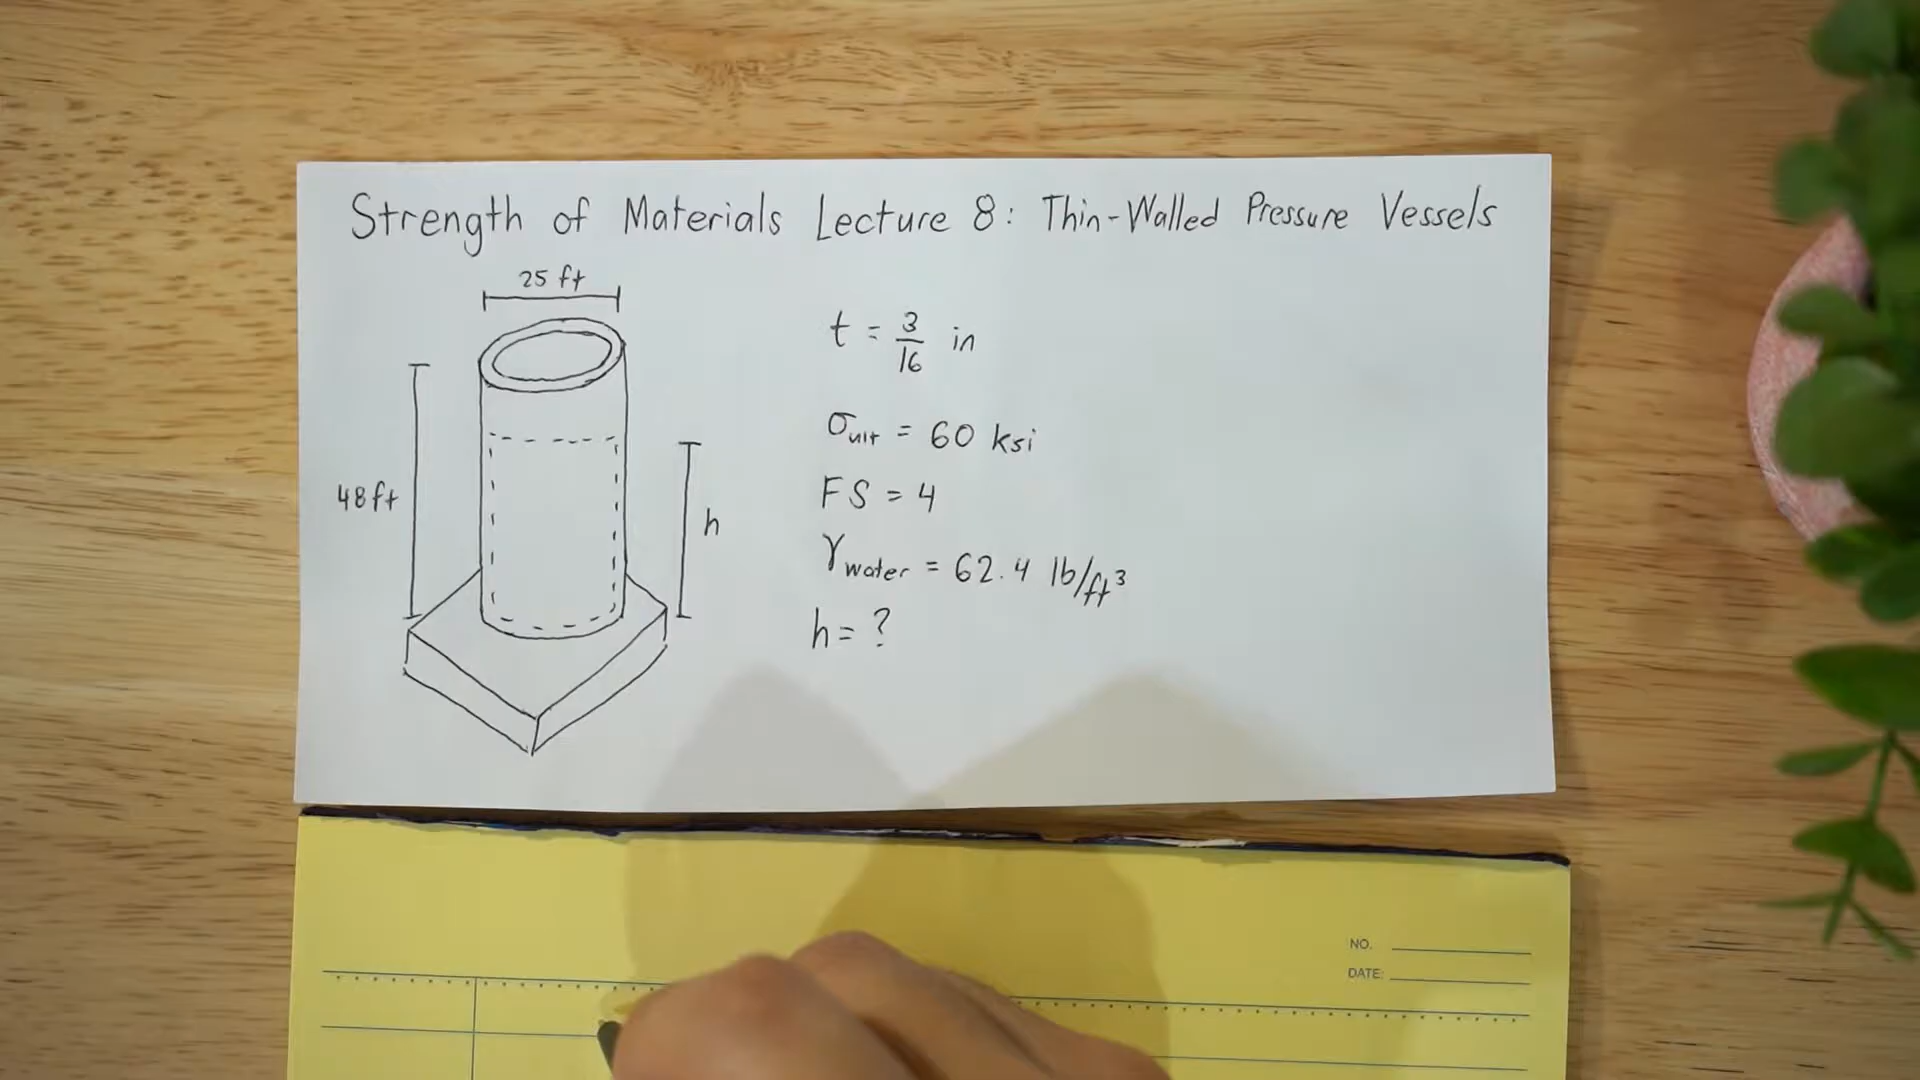 Strength of Materials Lecture 8: Thin-Walled Pressure Vessels
25 ft
48ft
h
t = 3/16 in
σult = 60 ksi
FS = 4
γwater = 62.4 lb/ft³
h = ?
NO.
DATE: